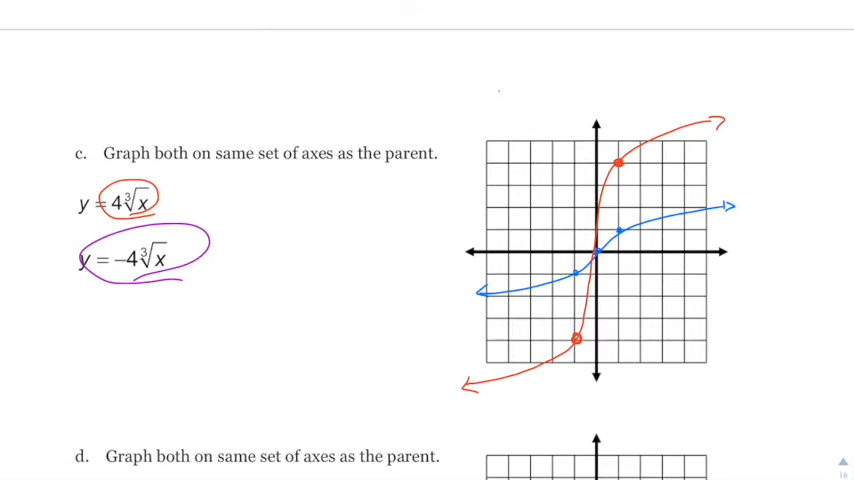 c. Graph both on same set of axes as the parent.
y = 4∛x
y = −4∛x
d. Graph both on same set of axes as the parent.
16